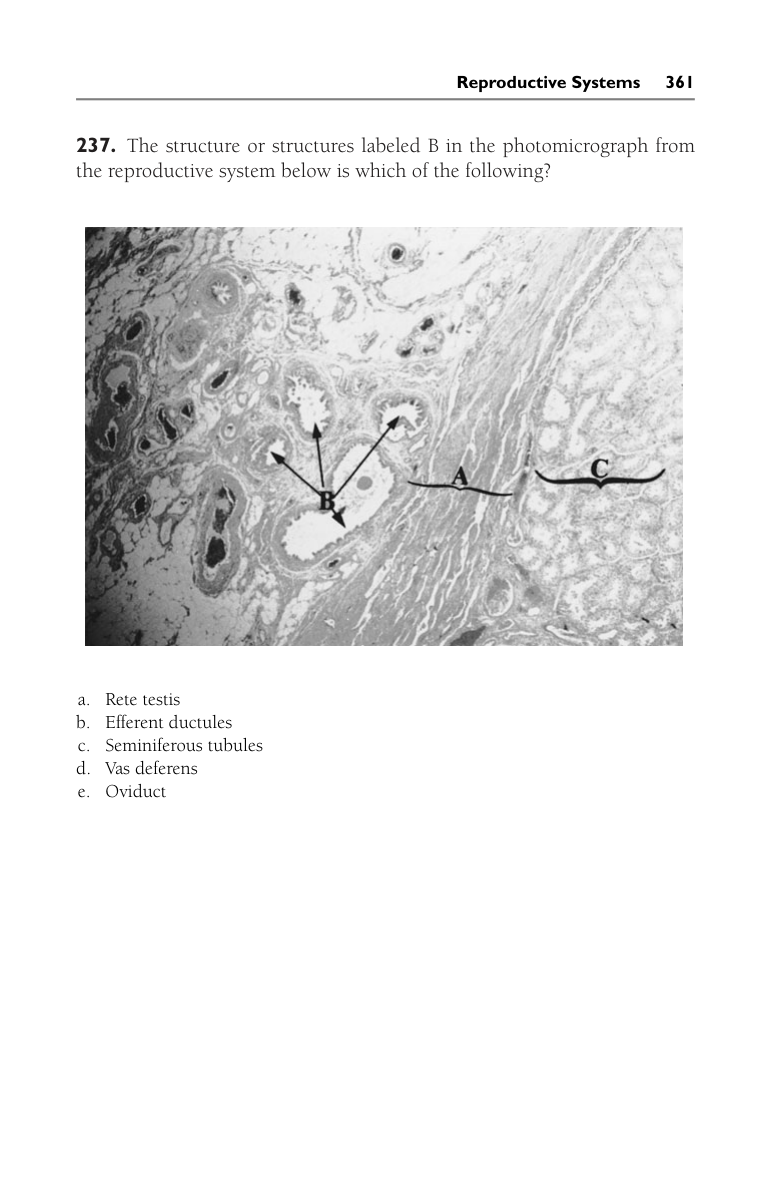 Reproductive Systems 361
237. The structure or structures labeled B in the photomicrograph from
the reproductive system below is which of the following?
A
C
B
a. Rete testis
b. Efferent ductules
c. Seminiferous tubules
d. Vas deferens
e. Oviduct